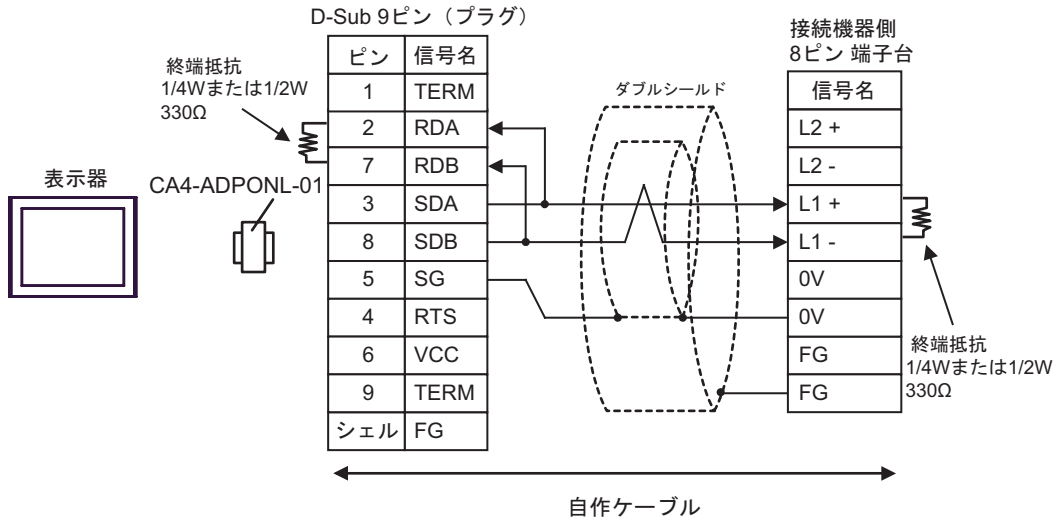 D-Sub 9ピン（プラグ）
ピン 信号名
1 TERM
2 RDA
7 RDB
3 SDA
8 SDB
5 SG
4 RTS
6 VCC
9 TERM
シェル FG
終端抵抗
1/4Wまたは1/2W
330Ω
表示器
CA4-ADPONL-01
ダブルシールド
接続機器側
8ピン 端子台
信号名
L2 +
L2 -
L1 +
L1 -
0V
0V
FG
FG
終端抵抗
1/4Wまたは1/2W
330Ω
自作ケーブル